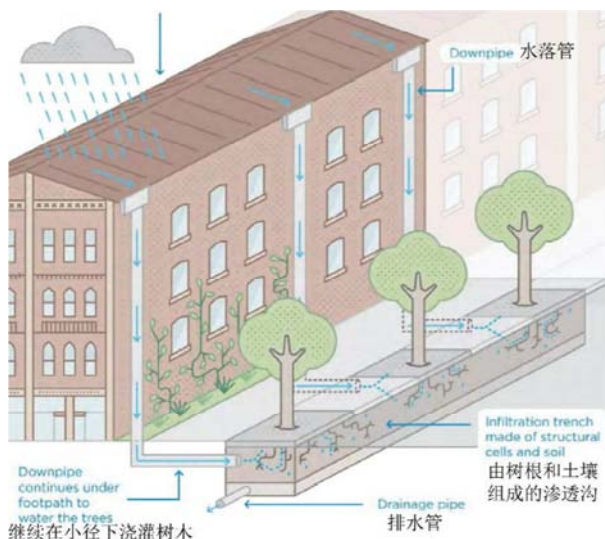 Downpipe 水落管
Infiltration trench
made of structural
cells and soil
由树根和土壤
组成的渗透沟
Downpipe
continues under
footpath to
water the trees
继续在小径下浇灌树木
Drainage pipe
排水管